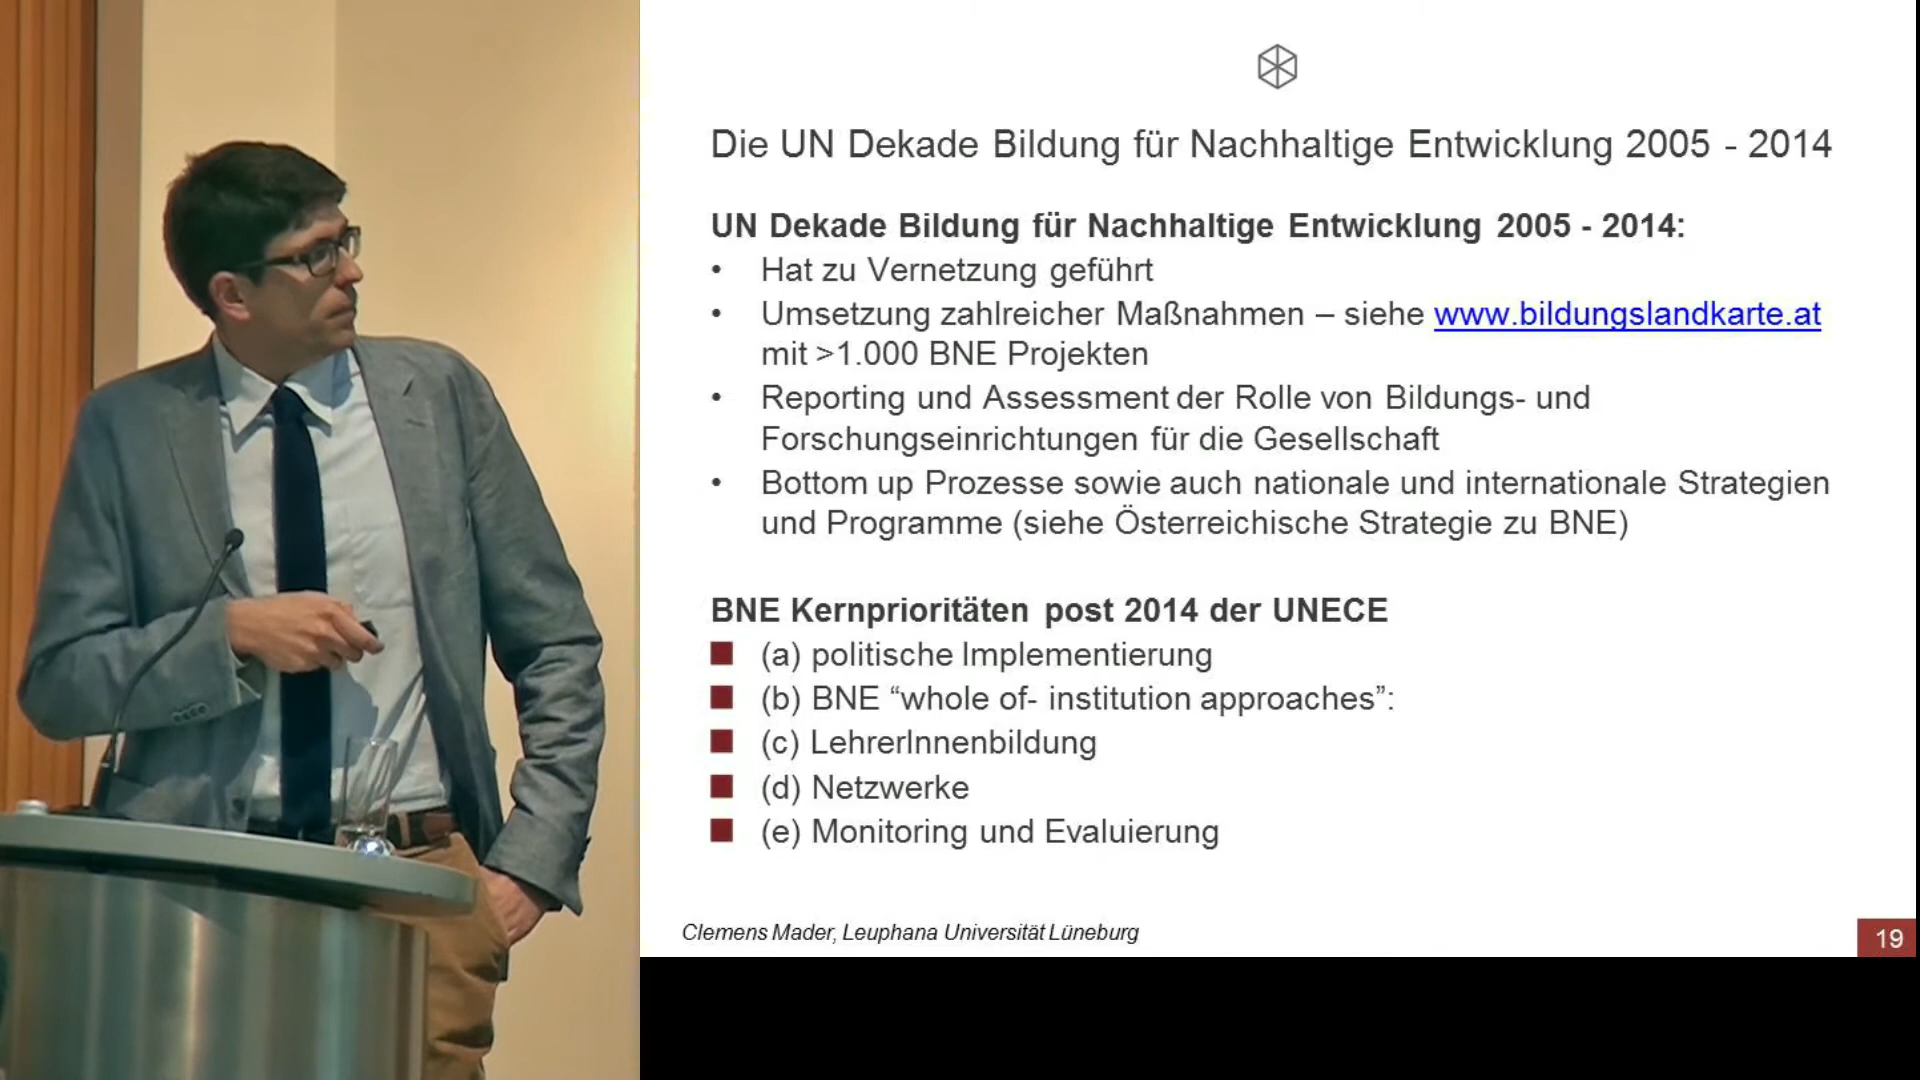 Die UN Dekade Bildung für Nachhaltige Entwicklung 2005 - 2014
UN Dekade Bildung für Nachhaltige Entwicklung 2005 - 2014:
• Hat zu Vernetzung geführt
• Umsetzung zahlreicher Maßnahmen – siehe www.bildungslandkarte.at
mit >1.000 BNE Projekten
• Reporting und Assessment der Rolle von Bildungs- und
Forschungseinrichtungen für die Gesellschaft
• Bottom up Prozesse sowie auch nationale und internationale Strategien
und Programme (siehe Österreichische Strategie zu BNE)
BNE Kernprioritäten post 2014 der UNECE
■ (a) politische Implementierung
■ (b) BNE “whole of- institution approaches”:
■ (c) LehrerInnenbildung
■ (d) Netzwerke
■ (e) Monitoring und Evaluierung
Clemens Mader, Leuphana Universität Lüneburg
19